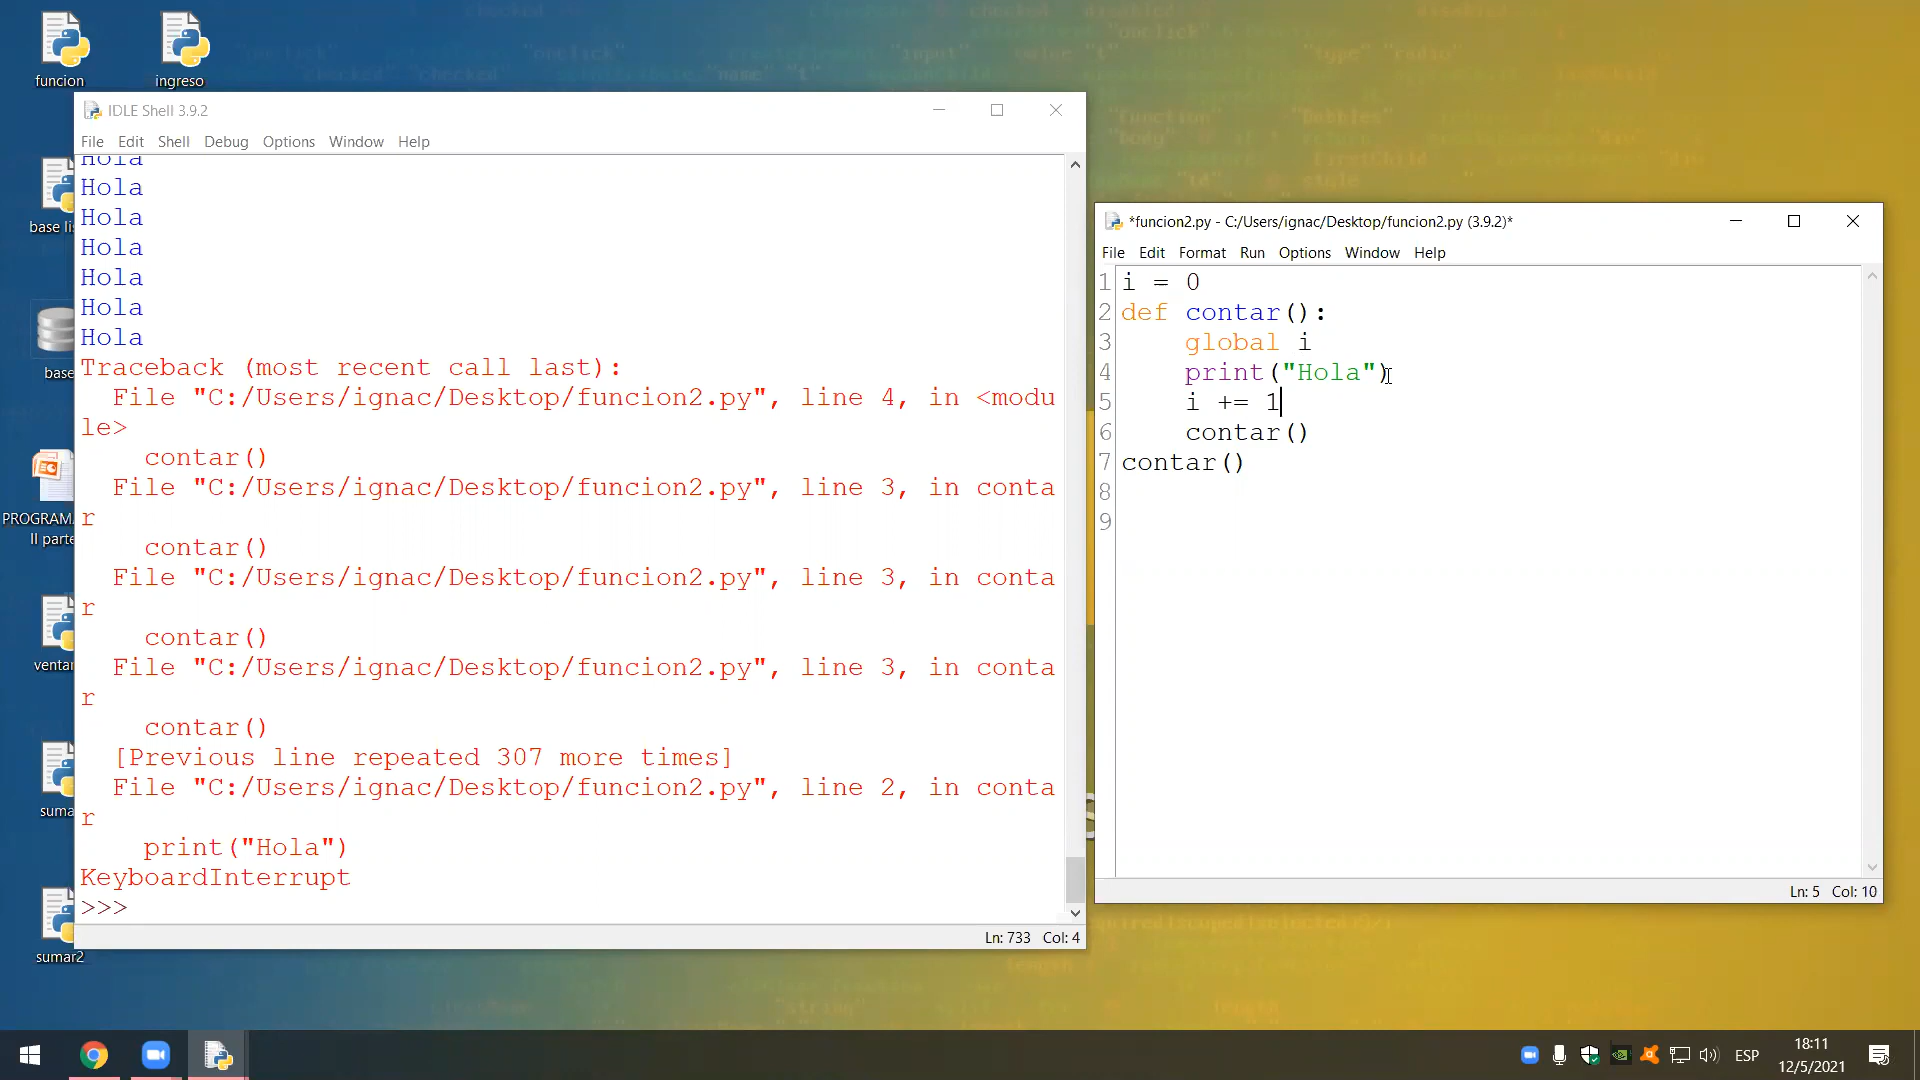 funcion
ingreso
IDLE Shell 3.9.2
File Edit Shell Debug Options Window Help
Hola
Hola
Hola
Hola
Hola
Hola
Hola
Traceback (most recent call last):
File "C:/Users/ignac/Desktop/funcion2.py", line 4, in <modu
le>
contar()
File "C:/Users/ignac/Desktop/funcion2.py", line 3, in conta
r
contar()
File "C:/Users/ignac/Desktop/funcion2.py", line 3, in conta
r
contar()
File "C:/Users/ignac/Desktop/funcion2.py", line 3, in conta
r
contar()
[Previous line repeated 307 more times]
File "C:/Users/ignac/Desktop/funcion2.py", line 2, in conta
r
print("Hola")
KeyboardInterrupt
>>>
Ln: 733 Col: 4
*funcion2.py - C:/Users/ignac/Desktop/funcion2.py (3.9.2)*
File Edit Format Run Options Window Help
1 i = 0
2 def contar():
3 global i
4 print("Hola")
5 i += 1
6 contar()
7 contar()
8
9
Ln: 5 Col: 10
base li
base
PROGRAMA
II parte
ventan
suma
sumar2
ESP
18:11
12/5/2021